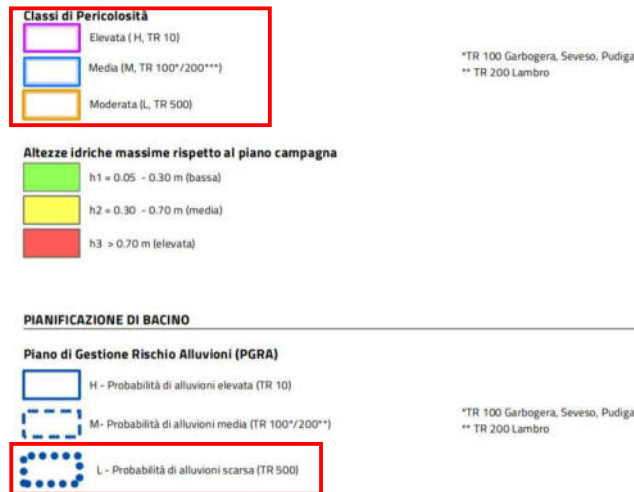 Classi di Pericolosità
Elevata ( H, TR 10)
Media (M, TR 100*/200***)
Moderata (L, TR 500)
*TR 100 Garbogera, Seveso, Pudiga
** TR 200 Lambro
Altezze idriche massime rispetto al piano campagna
h1 = 0.05 - 0.30 m (bassa)
h2 = 0.30 - 0.70 m (media)
h3 > 0.70 m (elevata)
PIANIFICAZIONE DI BACINO
Piano di Gestione Rischio Alluvioni (PGRA)
H - Probabilità di alluvioni elevata (TR 10)
M- Probabilità di alluvioni media (TR 100*/200**)
*TR 100 Garbogera, Seveso, Pudiga
** TR 200 Lambro
L - Probabilità di alluvioni scarsa (TR 500)